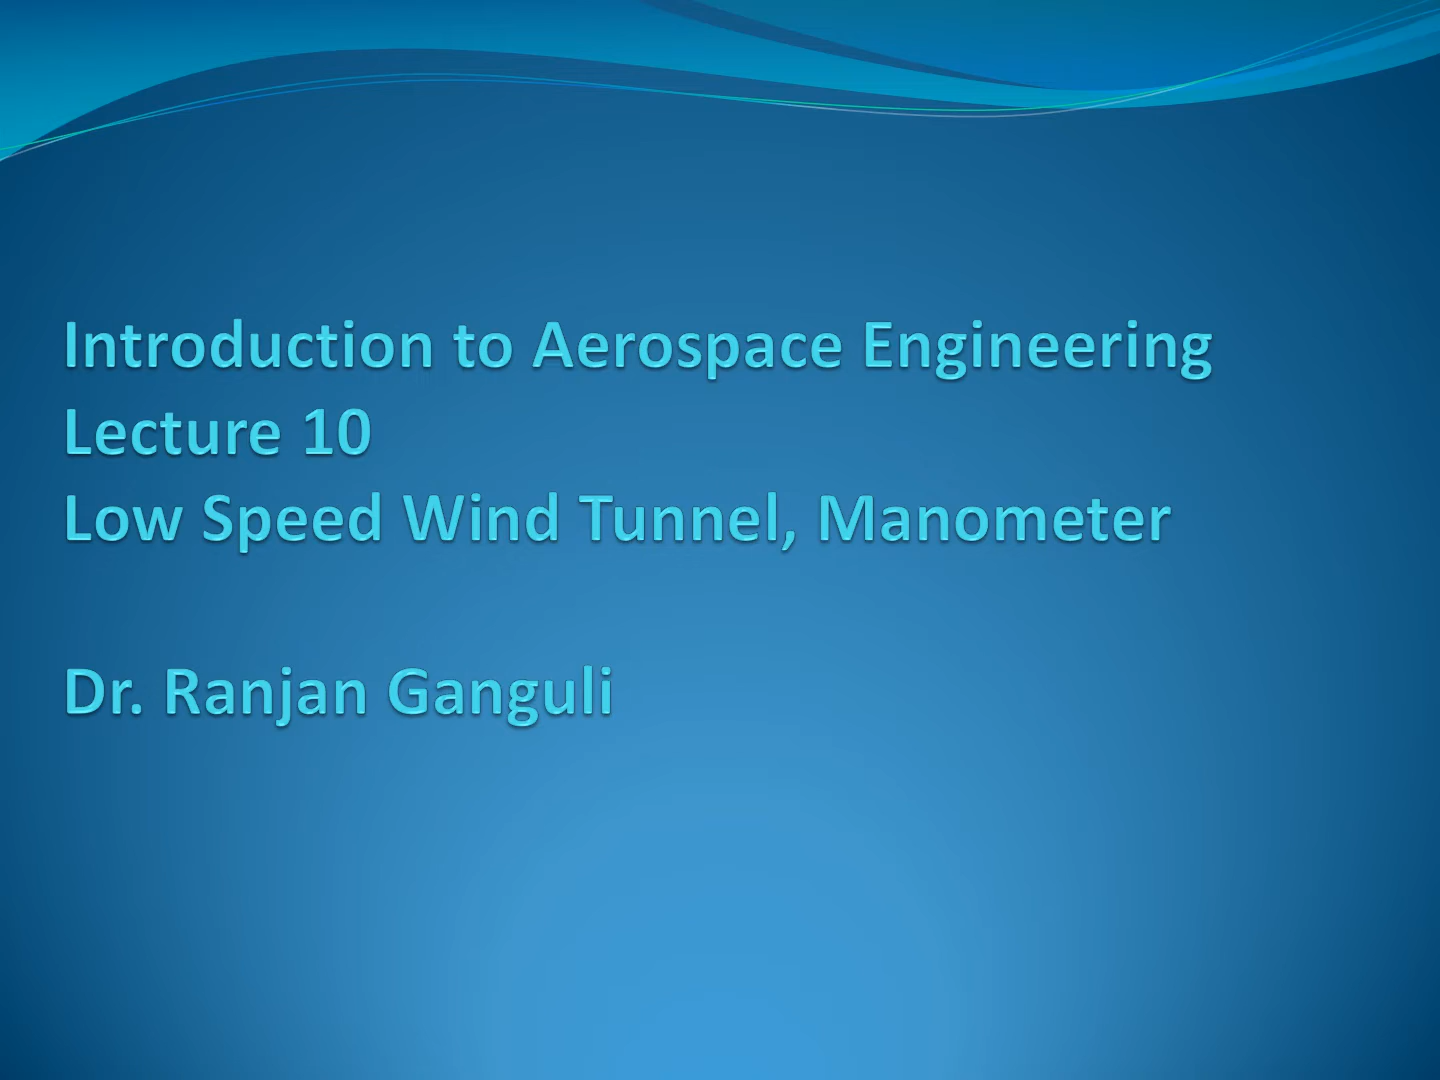 Introduction to Aerospace Engineering
Lecture 10
Low Speed Wind Tunnel, Manometer
Dr. Ranjan Ganguli